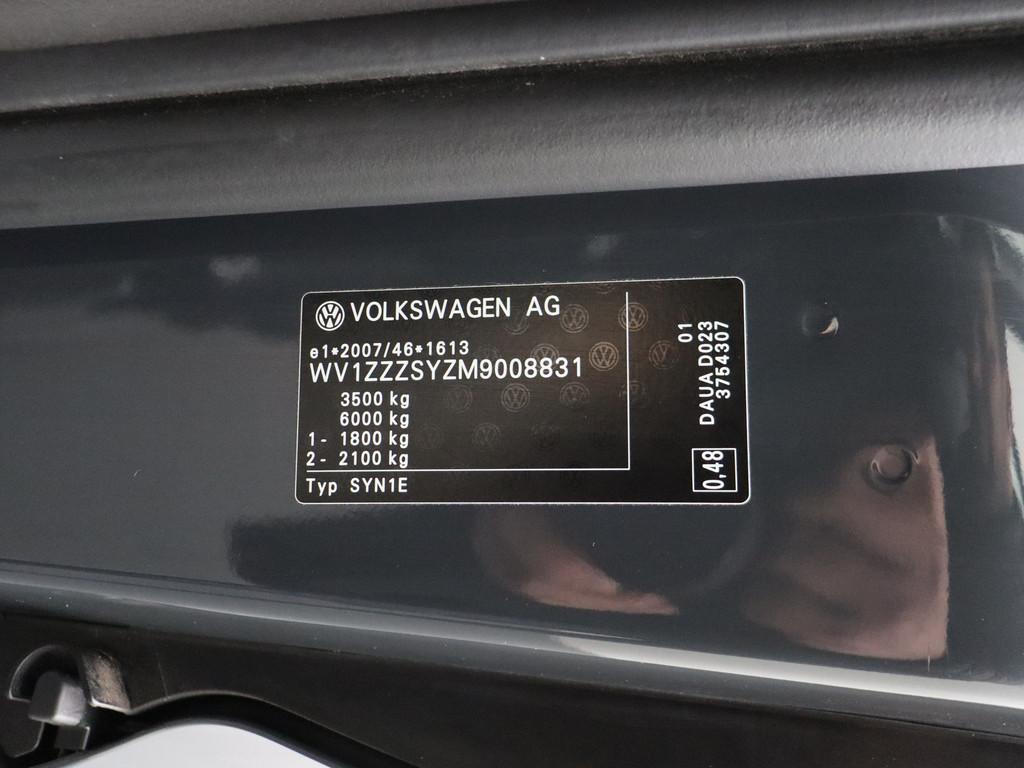 VOLKSWAGEN AG
e1*2007/46*1613
WV1ZZZSYZM9008831
3500 kg
6000 kg
1- 1800 kg
2- 2100 kg
Typ SYN1E
01
DAUA D023
3754307
0,48